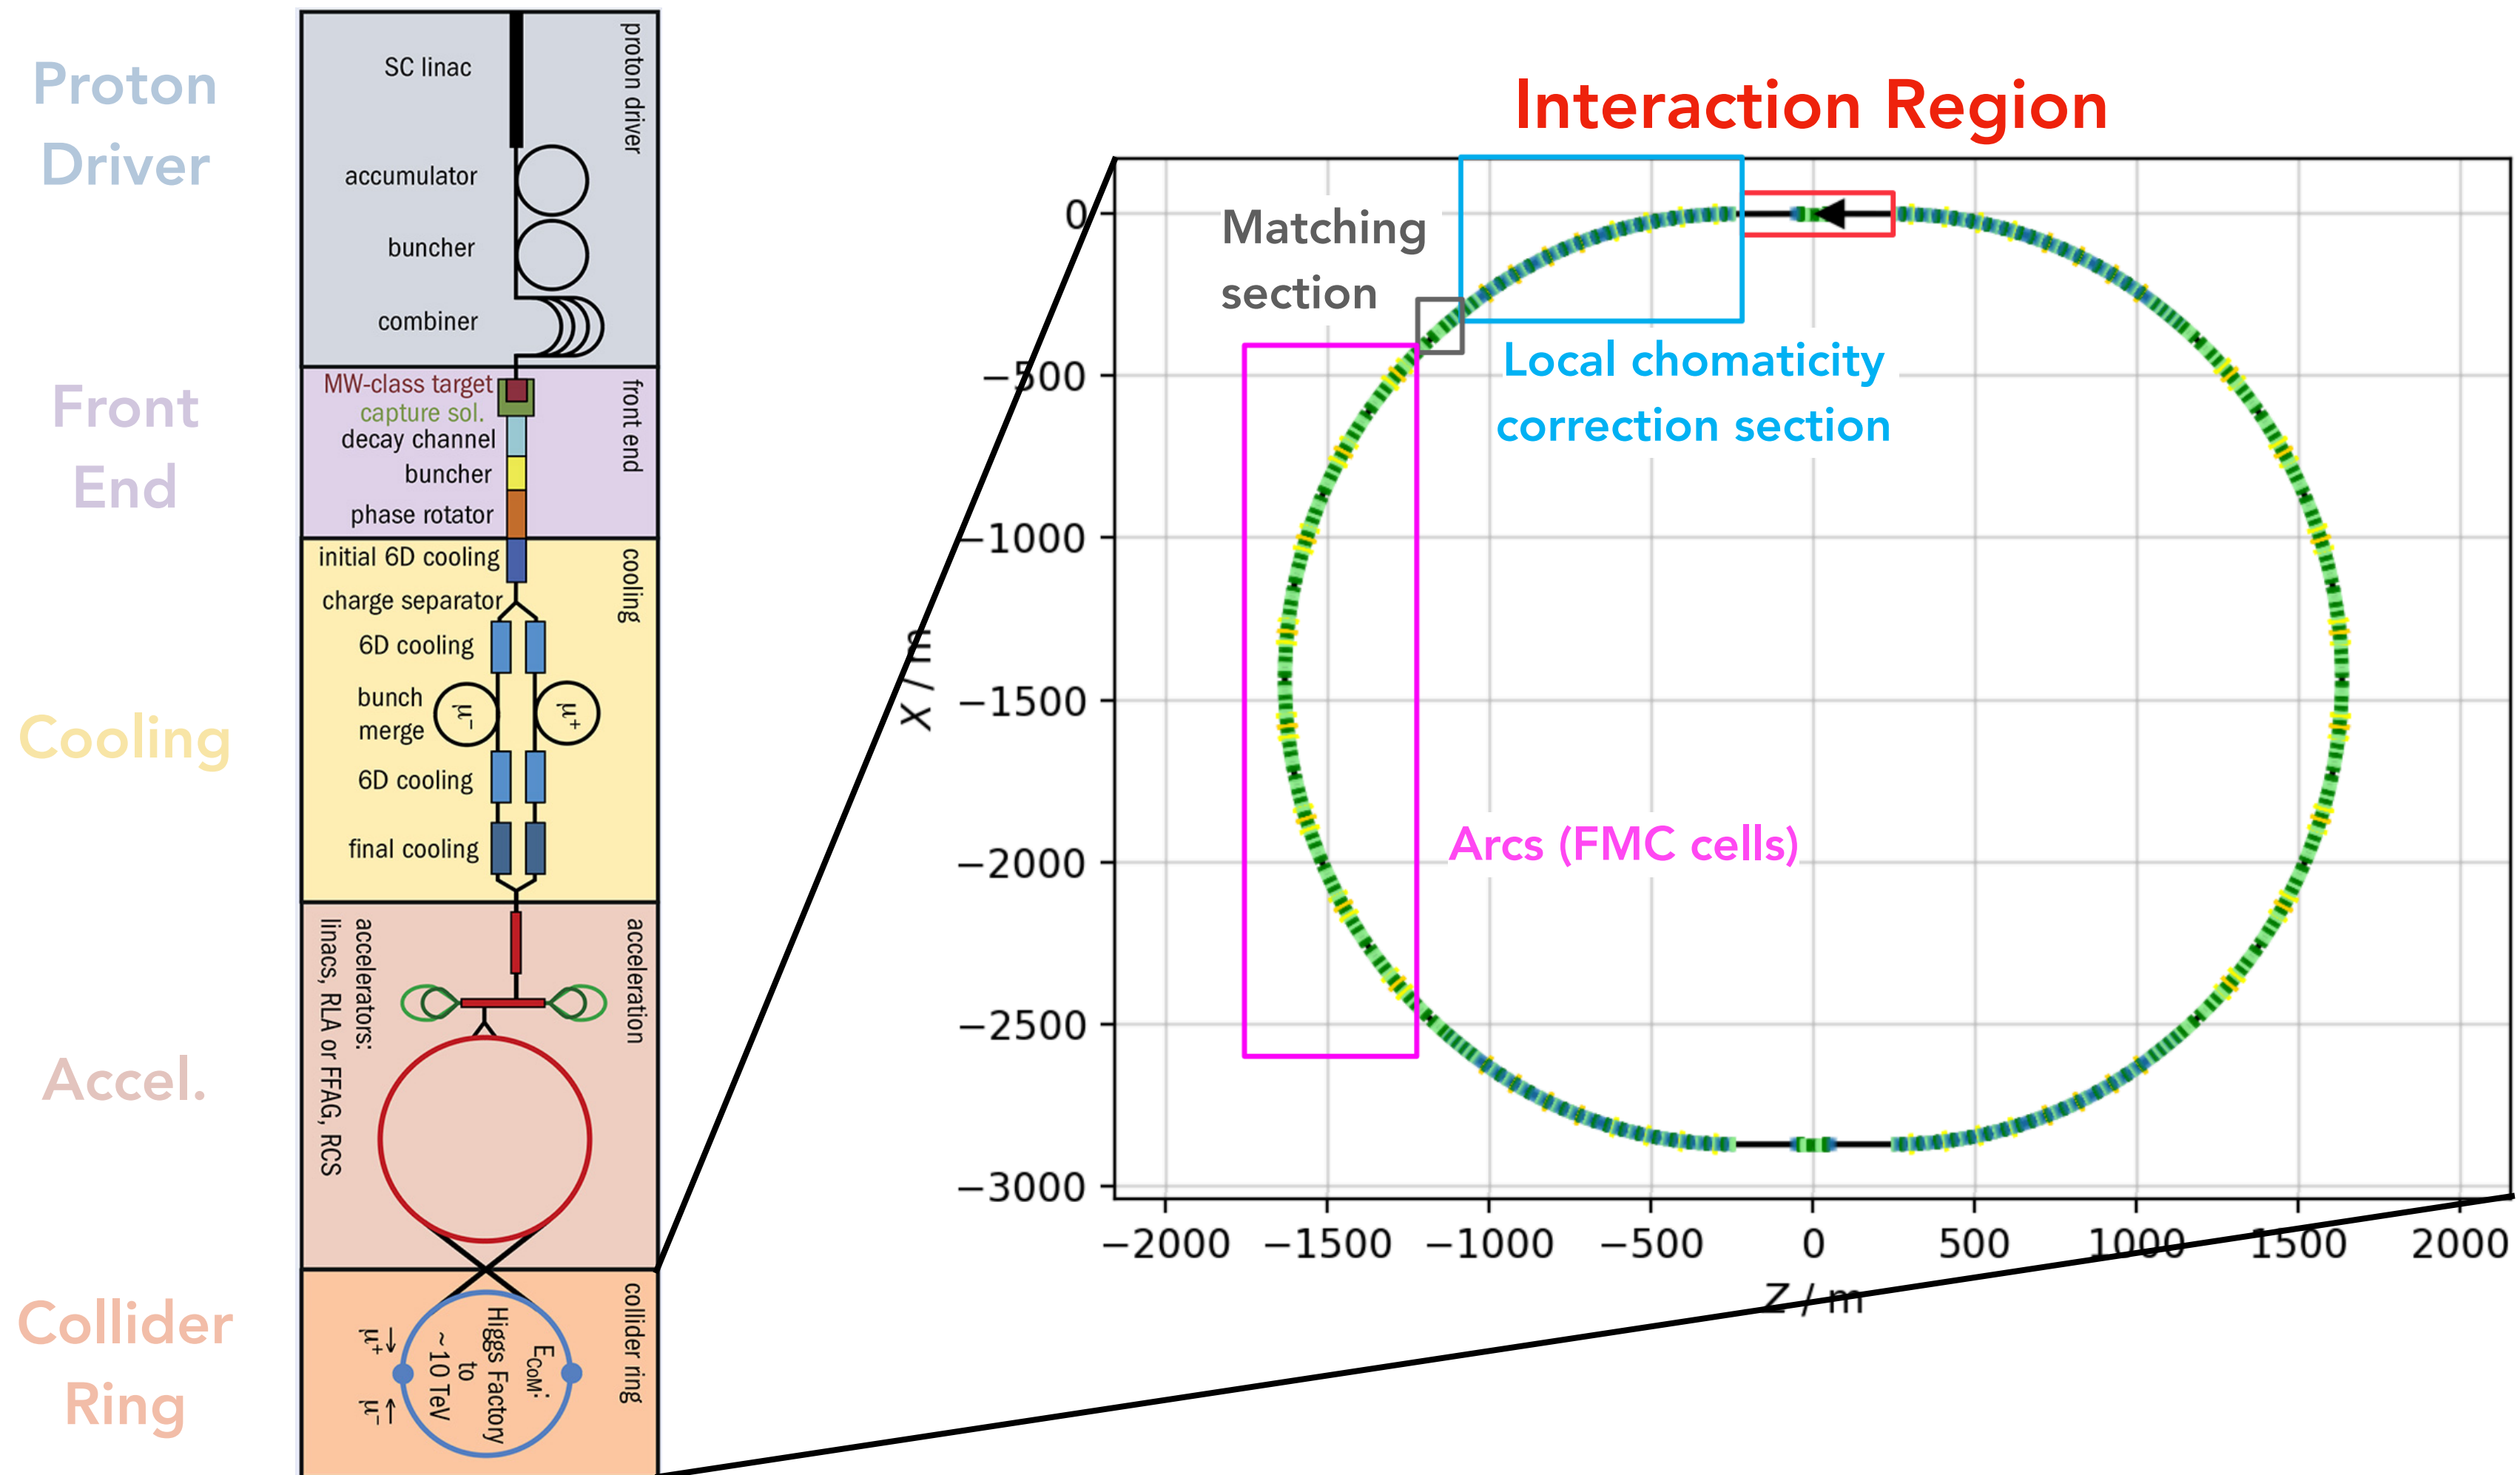 Proton
Driver
Front
End
Cooling
Accel.
Collider
Ring
proton driver
SC linac
accumulator
buncher
combiner
front end
MW-class target
capture sol.
decay channel
buncher
phase rotator
cooling
initial 6D cooling
charge separator
6D cooling
bunch
merge
μ−
μ+
6D cooling
final cooling
acceleration
accelerators:
linacs, RLA or FFAG, RCS
collider ring
ECoM:
Higgs Factory
to
~10 TeV
μ+
μ−
Interaction Region
Matching
section
Local chomaticity
correction section
Arcs (FMC cells)
X / m
0
−500
−1000
−1500
−2000
−2500
−3000
−2000 −1500 −1000 −500 0 500 1000 1500 2000
Z / m